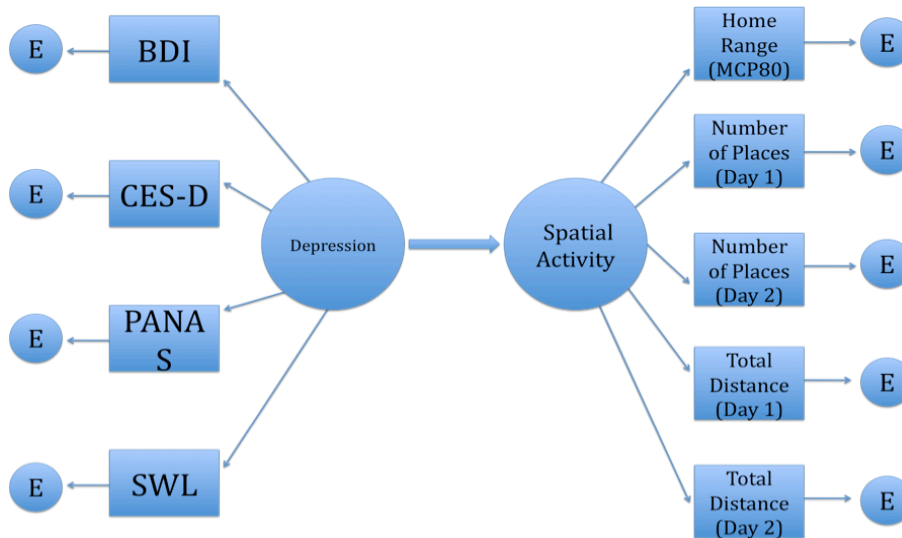 E
BDI
E
CES-D
E
PANA
S
E
SWL
Depression
Spatial
Activity
Home
Range
(MCP80)
E
Number
of Places
(Day 1)
E
Number
of Places
(Day 2)
E
Total
Distance
(Day 1)
E
Total
Distance
(Day 2)
E